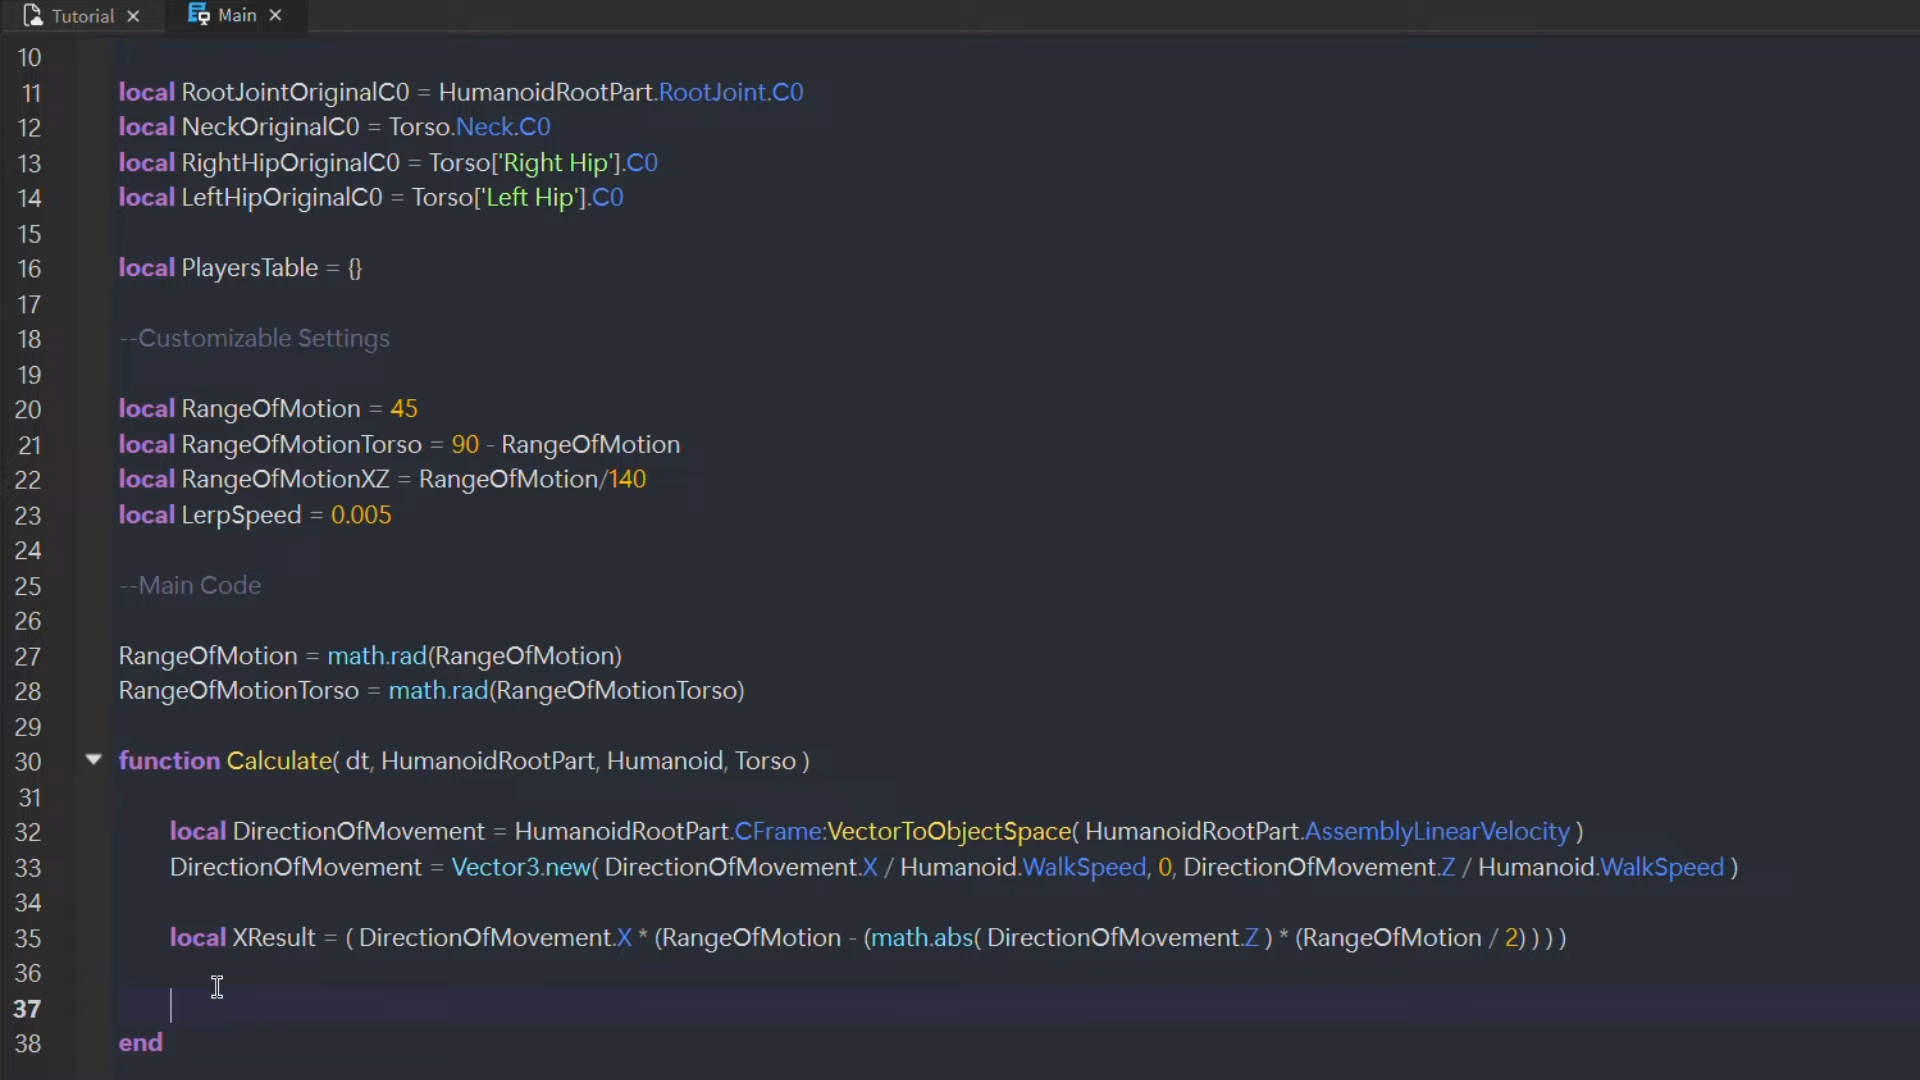 Tutorial Main
10
11 local RootJointOriginalC0 = HumanoidRootPart.RootJoint.C0
12 local NeckOriginalC0 = Torso.Neck.C0
13 local RightHipOriginalC0 = Torso['Right Hip'].C0
14 local LeftHipOriginalC0 = Torso['Left Hip'].C0
15
16 local PlayersTable = {}
17
18 --Customizable Settings
19
20 local RangeOfMotion = 45
21 local RangeOfMotionTorso = 90 - RangeOfMotion
22 local RangeOfMotionXZ = RangeOfMotion/140
23 local LerpSpeed = 0.005
24
25 --Main Code
26
27 RangeOfMotion = math.rad(RangeOfMotion)
28 RangeOfMotionTorso = math.rad(RangeOfMotionTorso)
29
30 function Calculate( dt, HumanoidRootPart, Humanoid, Torso )
31
32 local DirectionOfMovement = HumanoidRootPart.CFrame:VectorToObjectSpace( HumanoidRootPart.AssemblyLinearVelocity )
33 DirectionOfMovement = Vector3.new( DirectionOfMovement.X / Humanoid.WalkSpeed, 0, DirectionOfMovement.Z / Humanoid.WalkSpeed )
34
35 local XResult = ( DirectionOfMovement.X * (RangeOfMotion - (math.abs( DirectionOfMovement.Z ) * (RangeOfMotion / 2) ) ) )
36
37
38 end